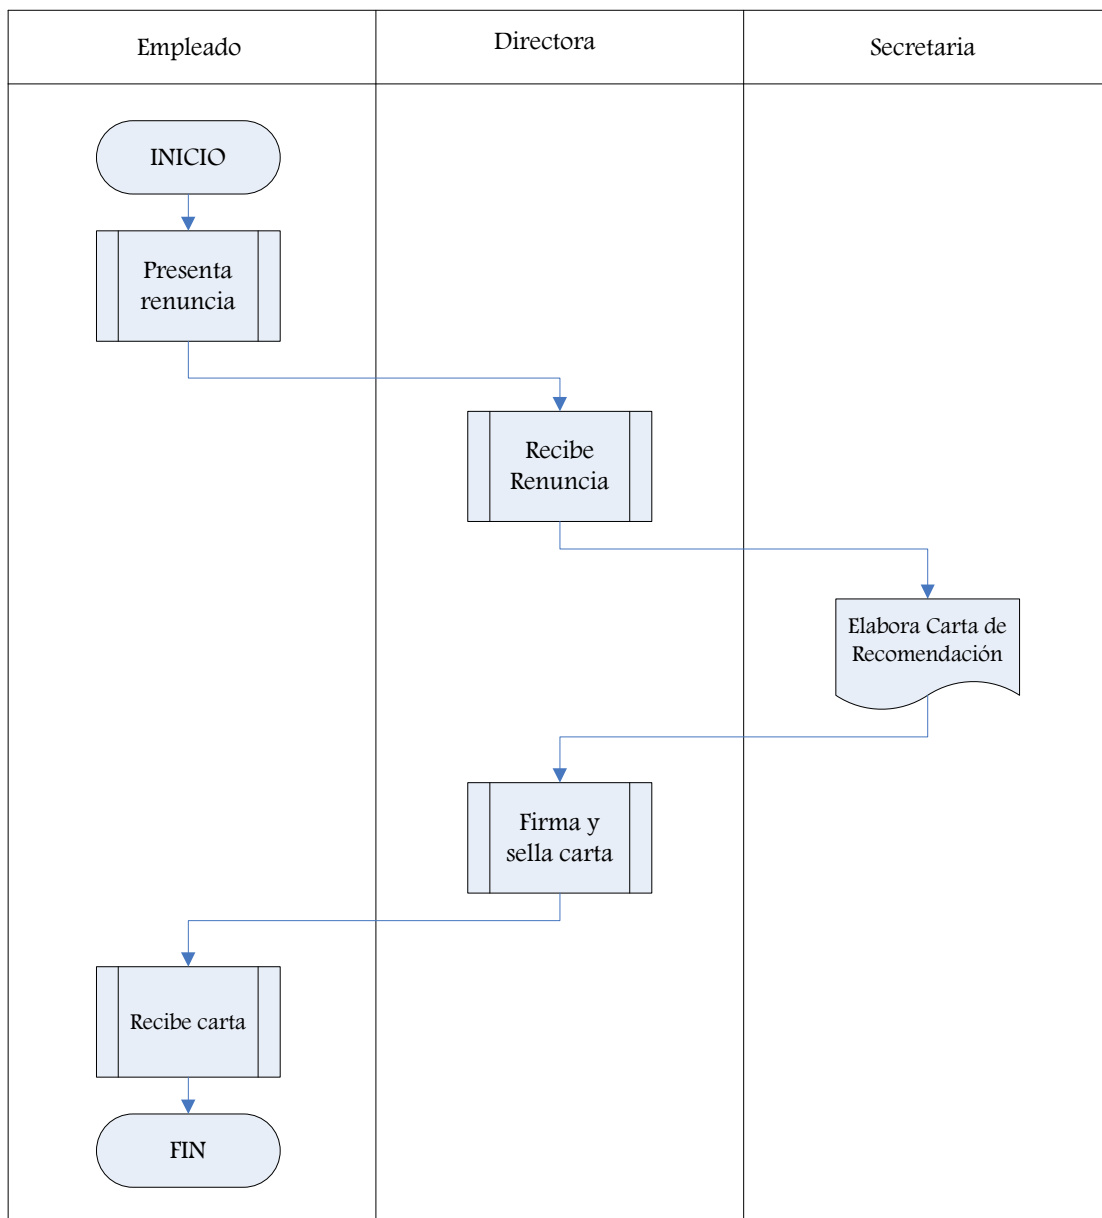 Empleado
Directora
Secretaria
INICIO
Presenta
renuncia
Recibe
Renuncia
Elabora Carta de
Recomendación
Firma y
sella carta
Recibe carta
FIN